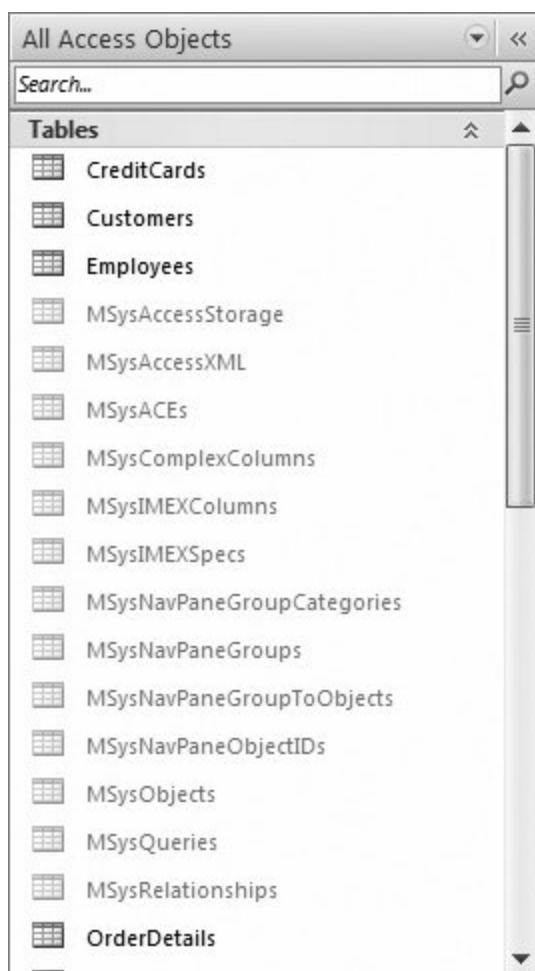 All Access Objects
Search...
Tables
CreditCards
Customers
Employees
MSysAccessStorage
MSysAccessXML
MSysACEs
MSysComplexColumns
MSysIMEXColumns
MSysIMEXSpecs
MSysNavPaneGroupCategories
MSysNavPaneGroups
MSysNavPaneGroupToObjects
MSysNavPaneObjectIDs
MSysObjects
MSysQueries
MSysRelationships
OrderDetails